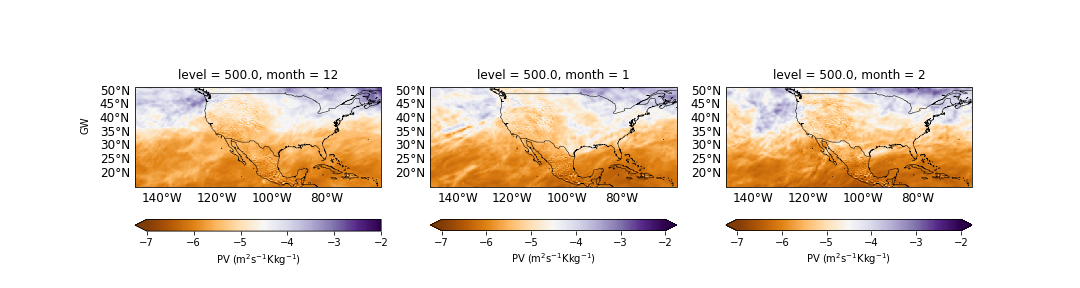 level = 500.0, month = 12
level = 500.0, month = 1
level = 500.0, month = 2
GW
50°N
45°N
40°N
35°N
30°N
25°N
20°N
140°W 120°W 100°W 80°W
50°N
45°N
40°N
35°N
30°N
25°N
20°N
140°W 120°W 100°W 80°W
50°N
45°N
40°N
35°N
30°N
25°N
20°N
140°W 120°W 100°W 80°W
−7 −6 −5 −4 −3 −2
PV (m²s⁻¹Kkg⁻¹)
−7 −6 −5 −4 −3 −2
PV (m²s⁻¹Kkg⁻¹)
−7 −6 −5 −4 −3 −2
PV (m²s⁻¹Kkg⁻¹)